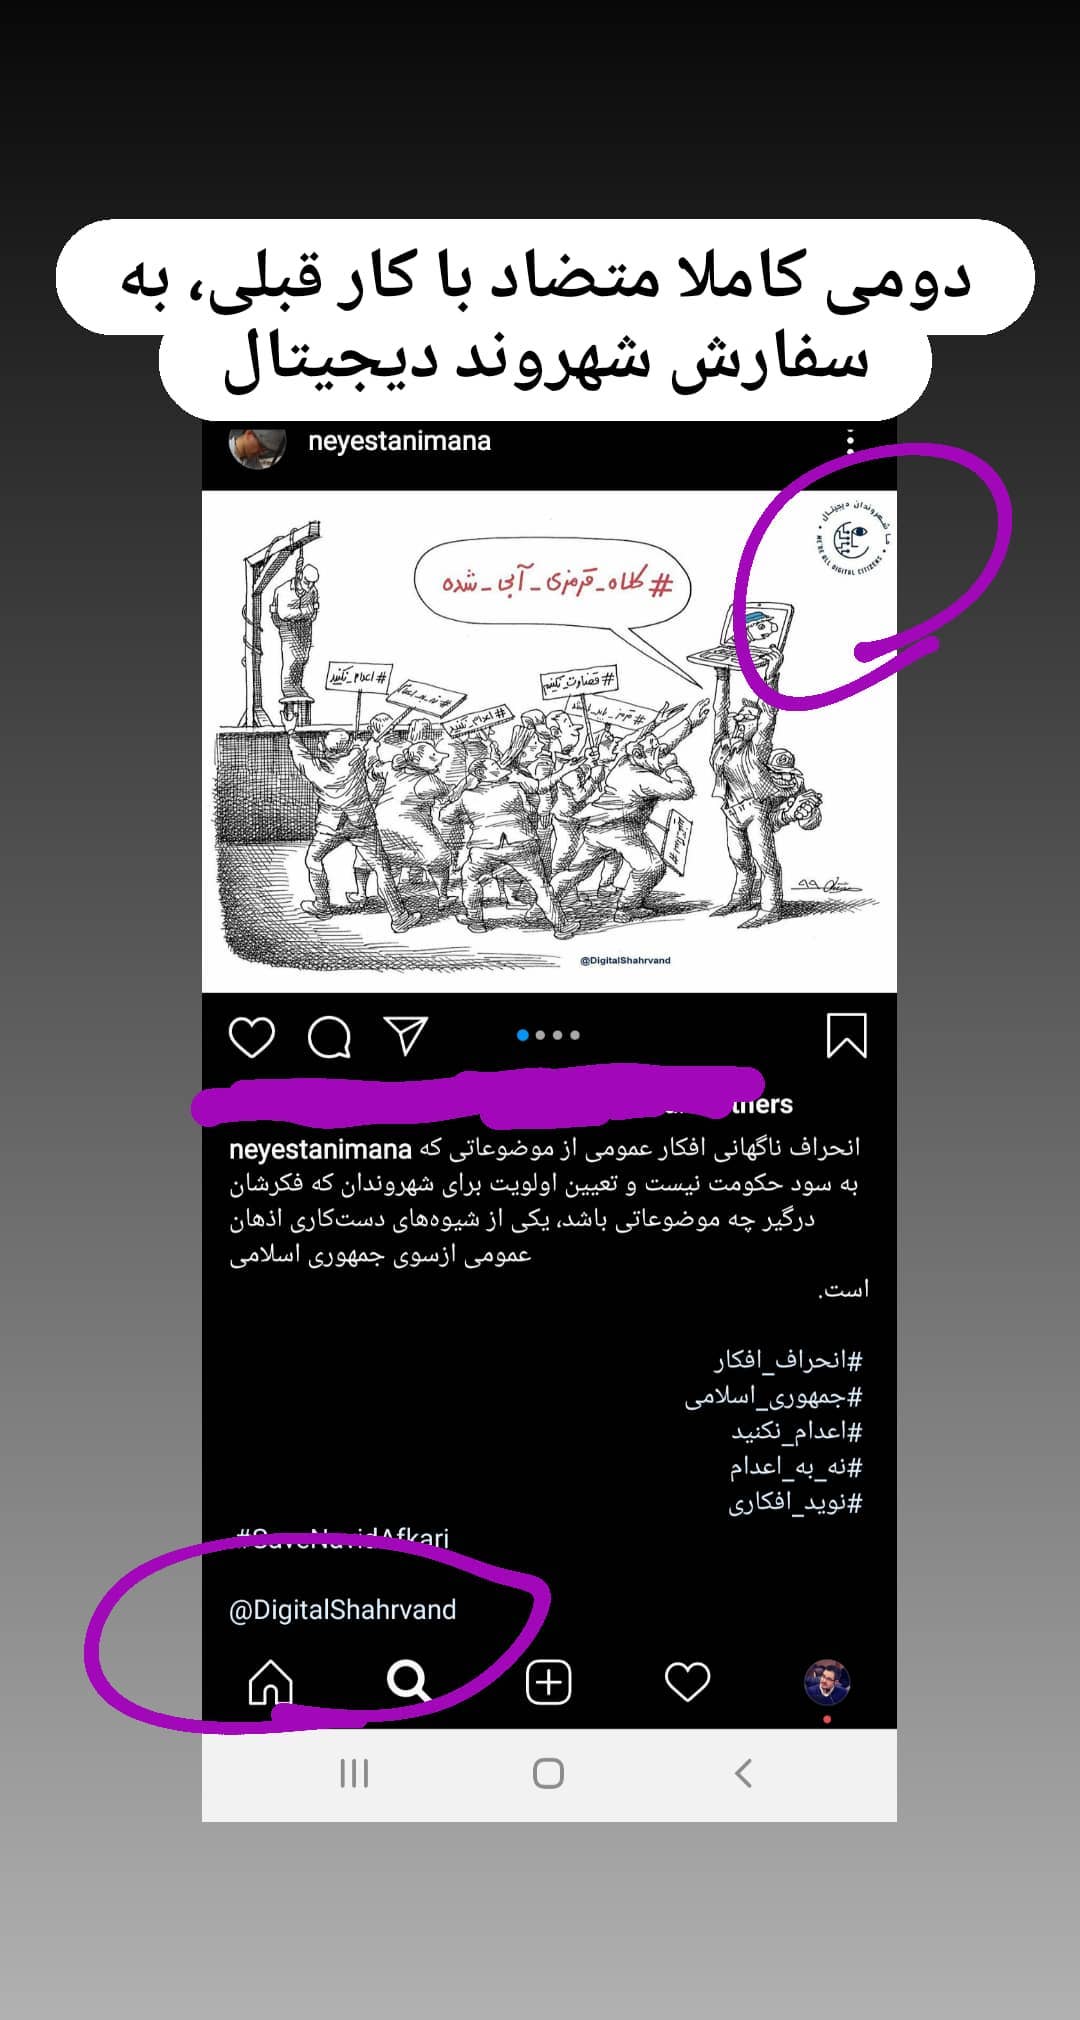 دومی کاملا متضاد با کار قبلی، به
سفارش شهروند دیجیتال
neyestanimana
ما شهروندان دیجیتال
WE'RE ALL DIGITAL CITIZENS
#کلاه_قرمزی_آبی_شده
#اعدام_نکنید
#اعدام_نکنید
#قضاوت_نکنیم
@DigitalShahrvand
thers
neyestanimana انحراف ناگهانی افکار عمومی از موضوعاتی که
به سود حکومت نیست و تعیین اولویت برای شهروندان که فکرشان
درگیر چه موضوعاتی باشد، یکی از شیوه‌های دست‌کاری اذهان
عمومی ازسوی جمهوری اسلامی
است.
#انحراف_افکار
#جمهوری_اسلامی
#اعدام_نکنید
#نه_به_اعدام
#نوید_افکاری
#SaveNavidAfkari
@DigitalShahrvand